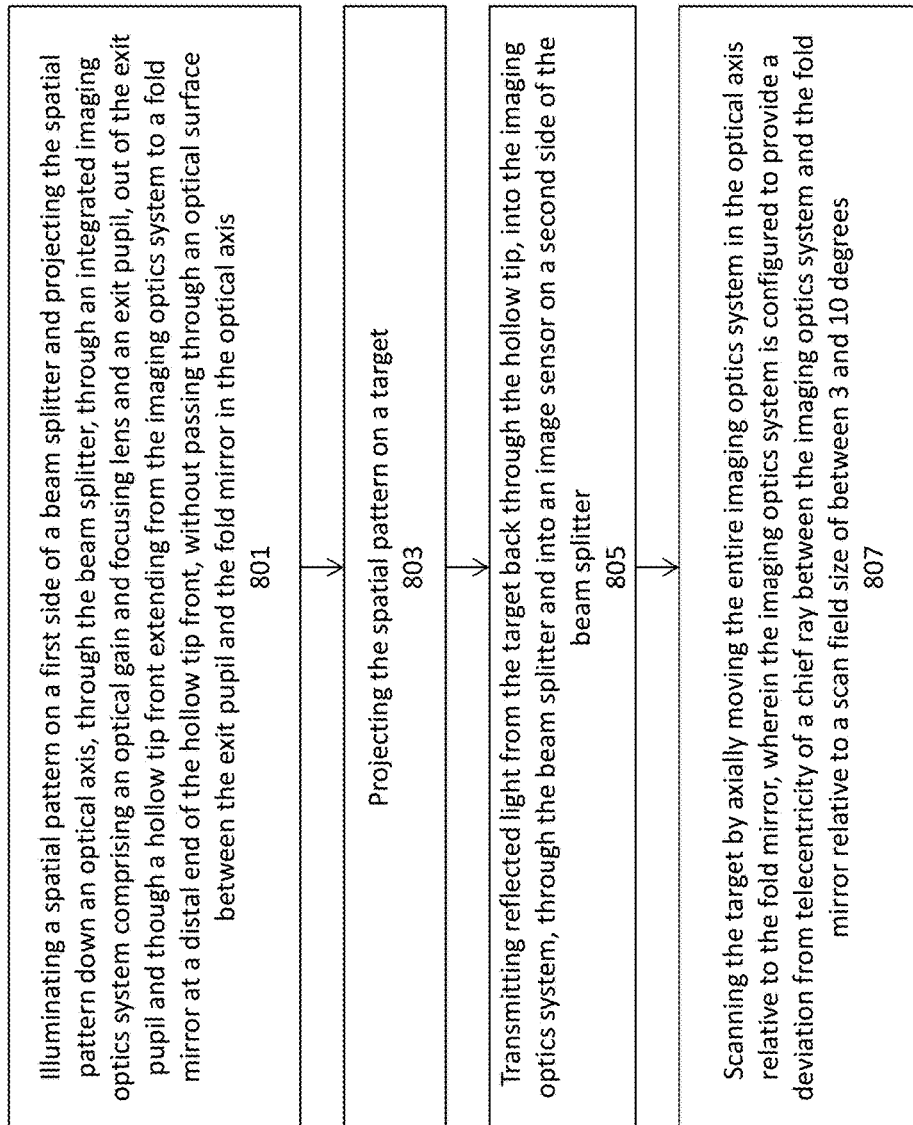 Illuminating a spatial pattern on a first side of a beam splitter and projecting the spatial
pattern down an optical axis, through the beam splitter, through an integrated imaging
optics system comprising an optical gain and focusing lens and an exit pupil, out of the exit
pupil and though a hollow tip front extending from the imaging optics system to a fold
mirror at a distal end of the hollow tip front, without passing through an optical surface
between the exit pupil and the fold mirror in the optical axis
801
Projecting the spatial pattern on a target
803
Transmitting reflected light from the target back through the hollow tip, into the imaging
optics system, through the beam splitter and into an image sensor on a second side of the
beam splitter
805
Scanning the target by axially moving the entire imaging optics system in the optical axis
relative to the fold mirror, wherein the imaging optics system is configured to provide a
deviation from telecentricity of a chief ray between the imaging optics system and the fold
mirror relative to a scan field size of between 3 and 10 degrees
807